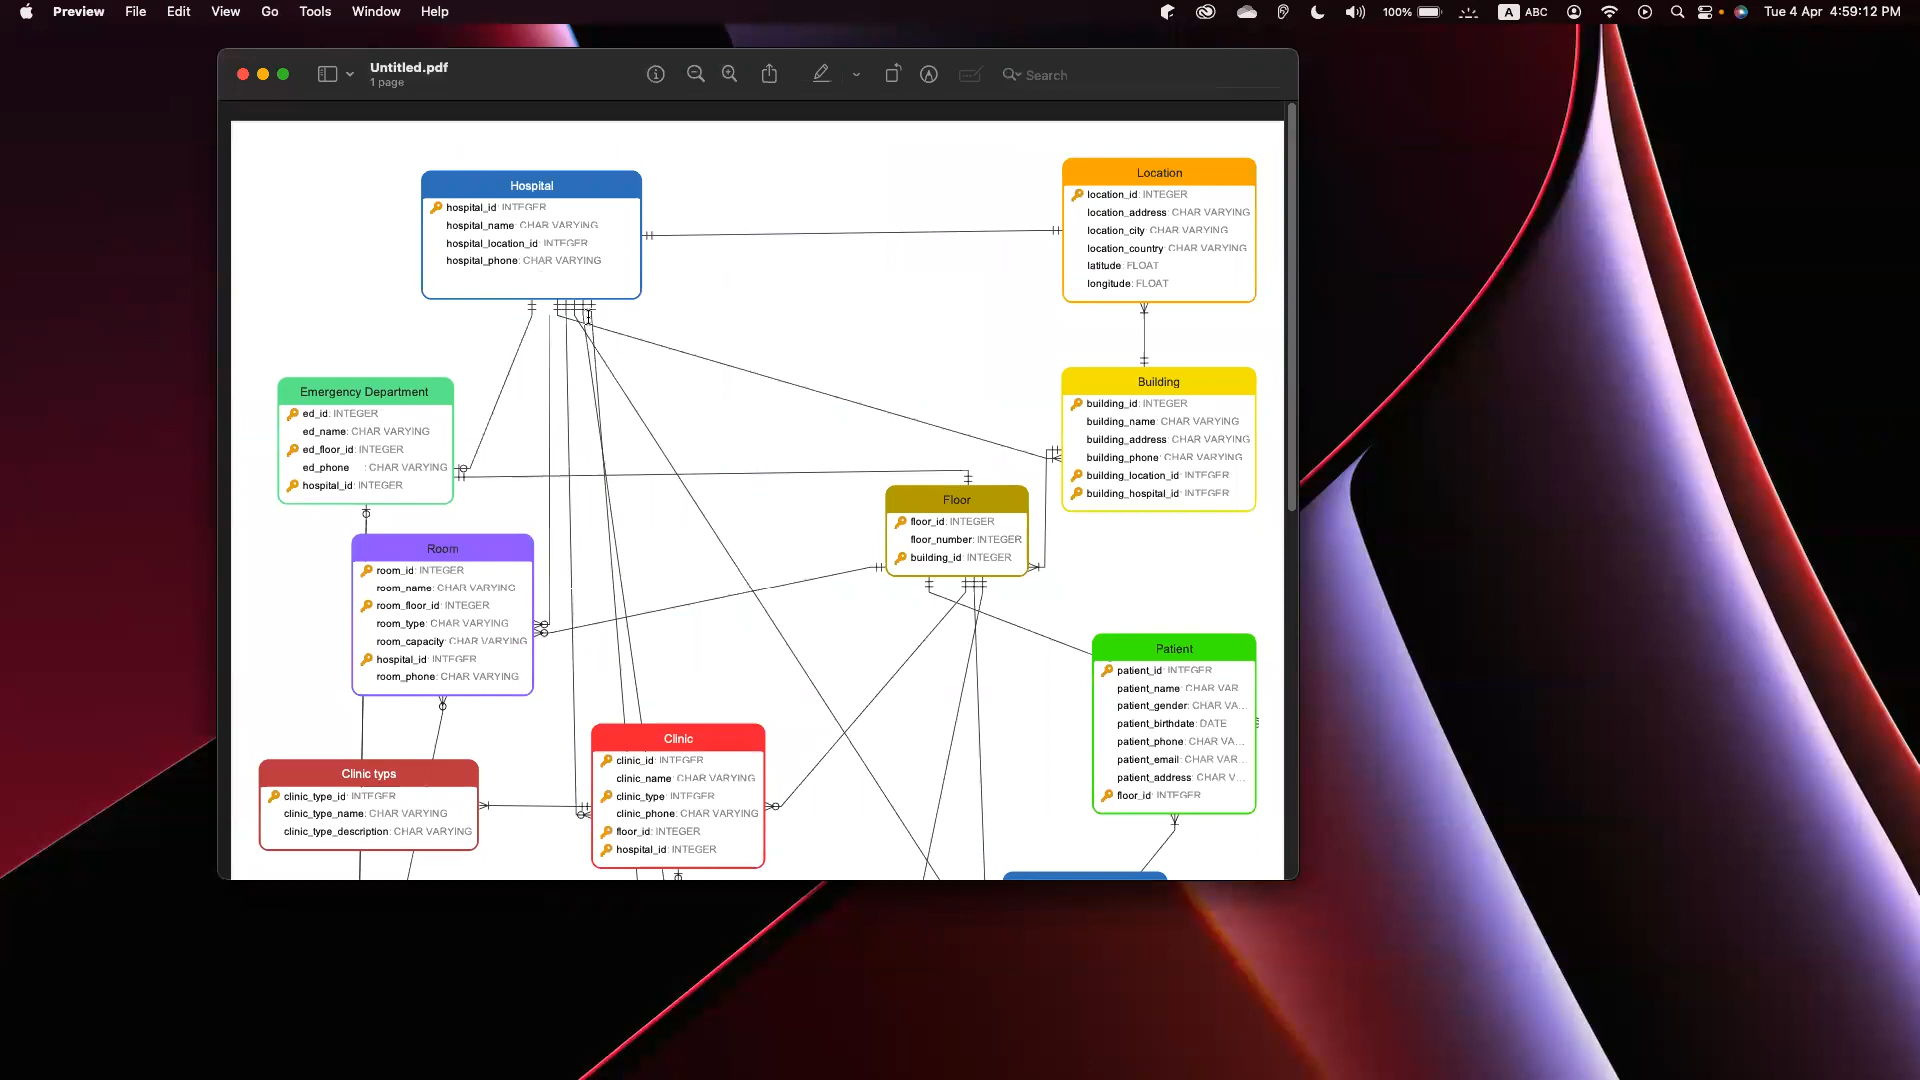 Preview File Edit View Go Tools Window Help
100% A ABC Tue 4 Apr 4:59:12 PM
Untitled.pdf
1 page
Search
Hospital
hospital_id: INTEGER
hospital_name: CHAR VARYING
hospital_location_id: INTEGER
hospital_phone: CHAR VARYING
Location
location_id: INTEGER
location_address: CHAR VARYING
location_city: CHAR VARYING
location_country: CHAR VARYING
latitude: FLOAT
longitude: FLOAT
Emergency Department
ed_id: INTEGER
ed_name: CHAR VARYING
ed_floor_id: INTEGER
ed_phone : CHAR VARYING
hospital_id: INTEGER
Building
building_id: INTEGER
building_name: CHAR VARYING
building_address: CHAR VARYING
building_phone: CHAR VARYING
building_location_id: INTEGER
building_hospital_id: INTEGER
Floor
floor_id: INTEGER
floor_number: INTEGER
building_id: INTEGER
Room
room_id: INTEGER
room_name: CHAR VARYING
room_floor_id: INTEGER
room_type: CHAR VARYING
room_capacity: CHAR VARYING
hospital_id: INTEGER
room_phone: CHAR VARYING
Patient
patient_id: INTEGER
patient_name: CHAR VAR
patient_gender: CHAR VA...
patient_birthdate: DATE
patient_phone: CHAR VA...
patient_email: CHAR VAR...
patient_address: CHAR V...
floor_id: INTEGER
Clinic
clinic_id: INTEGER
clinic_name: CHAR VARYING
clinic_type: INTEGER
clinic_phone: CHAR VARYING
floor_id: INTEGER
hospital_id: INTEGER
Clinic typs
clinic_type_id: INTEGER
clinic_type_name: CHAR VARYING
clinic_type_description: CHAR VARYING